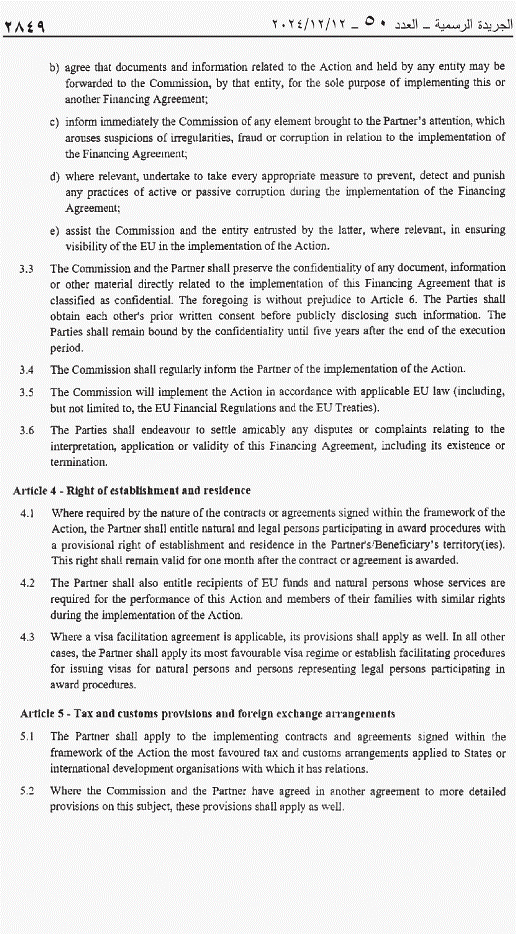 الجريدة الرسمية – العدد ٥٠ – ٢٠٢٤/١٢/١٢
٢٨٤٩
b) agree that documents and information related to the Action and held by any entity may be
forwarded to the Commission, by that entity, for the sole purpose of implementing this or
another Financing Agreement;
c) inform immediately the Commission of any element brought to the Partner's attention, which
arouses suspicions of irregularities, fraud or corruption in relation to the implementation of
the Financing Agreement;
d) where relevant, undertake to take every appropriate measure to prevent, detect and punish
any practices of active or passive corruption during the implementation of the Financing
Agreement;
e) assist the Commission and the entity entrusted by the latter, where relevant, in ensuring
visibility of the EU in the implementation of the Action.
3.3 The Commission and the Partner shall preserve the confidentiality of any document, information
or other material directly related to the implementation of this Financing Agreement that is
classified as confidential. The foregoing is without prejudice to Article 6. The Parties shall
obtain each other's prior written consent before publicly disclosing such information. The
Parties shall remain bound by the confidentiality until five years after the end of the execution
period.
3.4 The Commission shall regularly inform the Partner of the implementation of the Action.
3.5 The Commission will implement the Action in accordance with applicable EU law (including,
but not limited to, the EU Financial Regulations and the EU Treaties).
3.6 The Parties shall endeavour to settle amicably any disputes or complaints relating to the
interpretation, application or validity of this Financing Agreement, including its existence or
termination.
Article 4 - Right of establishment and residence
4.1 Where required by the nature of the contracts or agreements signed within the framework of the
Action, the Partner shall entitle natural and legal persons participating in award procedures with
a provisional right of establishment and residence in the Partner's/Beneficiary's territory(ies).
This right shall remain valid for one month after the contract or agreement is awarded.
4.2 The Partner shall also entitle recipients of EU funds and natural persons whose services are
required for the performance of this Action and members of their families with similar rights
during the implementation of the Action.
4.3 Where a visa facilitation agreement is applicable, its provisions shall apply as well. In all other
cases, the Partner shall apply its most favourable visa regime or establish facilitating procedures
for issuing visas for natural persons and persons representing legal persons participating in
award procedures.
Article 5 - Tax and customs provisions and foreign exchange arrangements
5.1 The Partner shall apply to the implementing contracts and agreements signed within the
framework of the Action the most favoured tax and customs arrangements applied to States or
international development organisations with which it has relations.
5.2 Where the Commission and the Partner have agreed in another agreement to more detailed
provisions on this subject, these provisions shall apply as well.